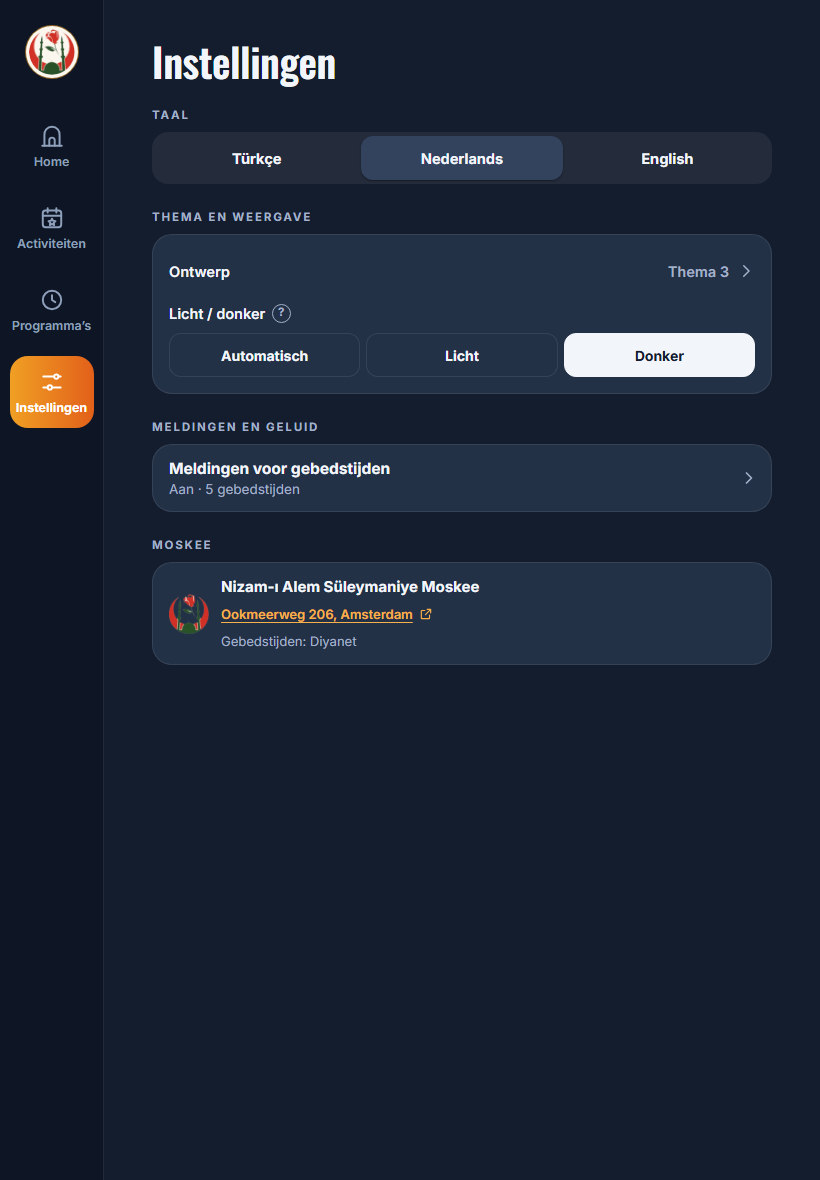 Instellingen
TAAL
Türkçe
Nederlands
English
THEMA EN WEERGAVE
Ontwerp
Thema 3
Licht / donker ?
Automatisch
Licht
Donker
MELDINGEN EN GELUID
Meldingen voor gebedstijden
Aan · 5 gebedstijden
MOSKEE
Nizam-ı Alem Süleymaniye Moskee
Ookmeerweg 206, Amsterdam
Gebedstijden: Diyanet
Home
Activiteiten
Programma’s
Instellingen